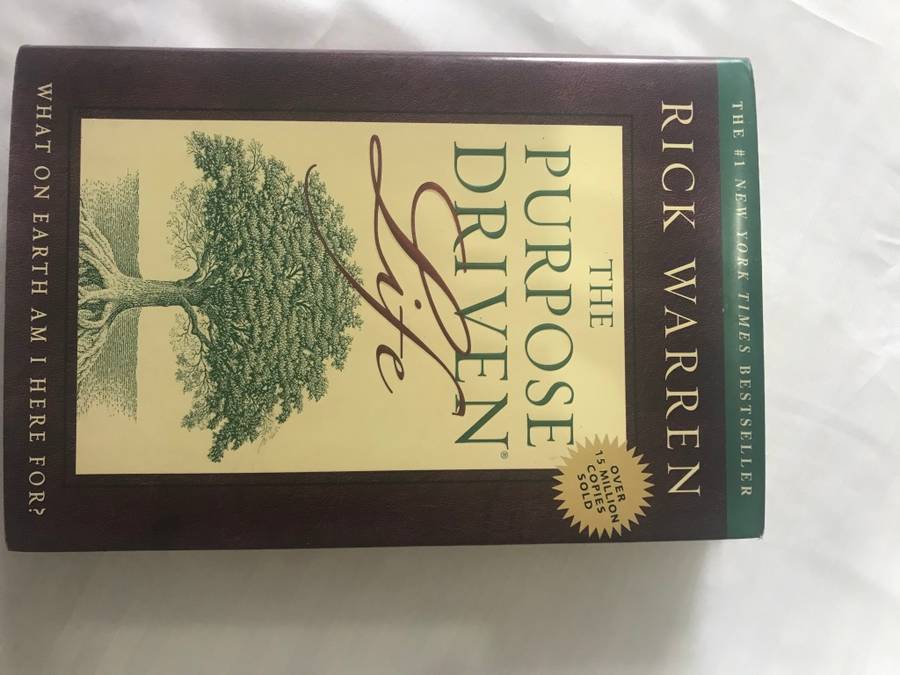 THE #1 NEW YORK TIMES BESTSELLER
RICK WARREN
THE
PURPOSE
DRIVEN®
Life
OVER
15 MILLION
COPIES
SOLD
WHAT ON EARTH AM I HERE FOR?